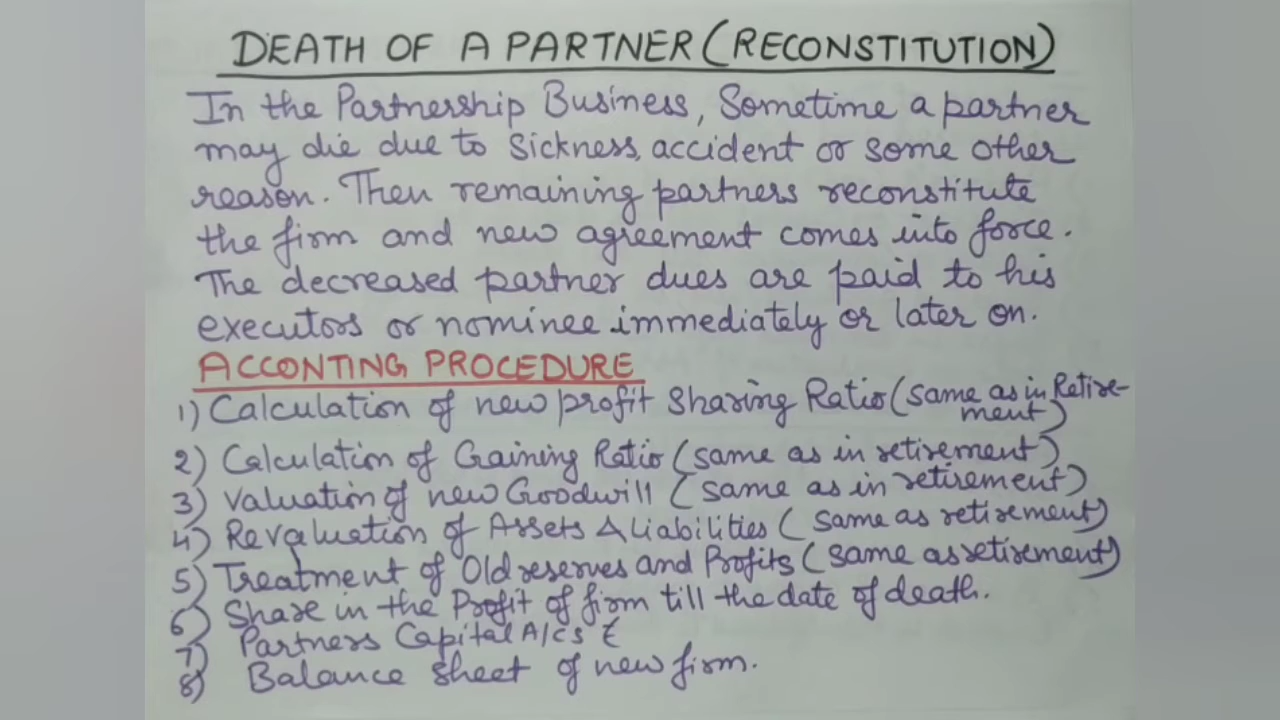 DEATH OF A PARTNER (RECONSTITUTION)
In the Partnership Business, Sometime a partner
may die due to Sickness, accident or some other
reason. Then remaining partners reconstitute
the firm and new agreement comes into force.
The decreased partner dues are paid to his
executors or nominee immediately or later on.
ACCONTING PROCEDURE
1) Calculation of new profit Sharing Ratio (same as in Retire-
ment)
2) Calculation of Gaining Ratio (same as in retirement)
3) Valuation of new Goodwill (same as in retirement)
4) Revaluation of Assets & liabilities (same as retirement)
5) Treatment of Old reserves and Profits (same as retirement)
6) Share in the Profit of firm till the date of death.
7) Partners Capital A/cs &
8) Balance Sheet of new firm.